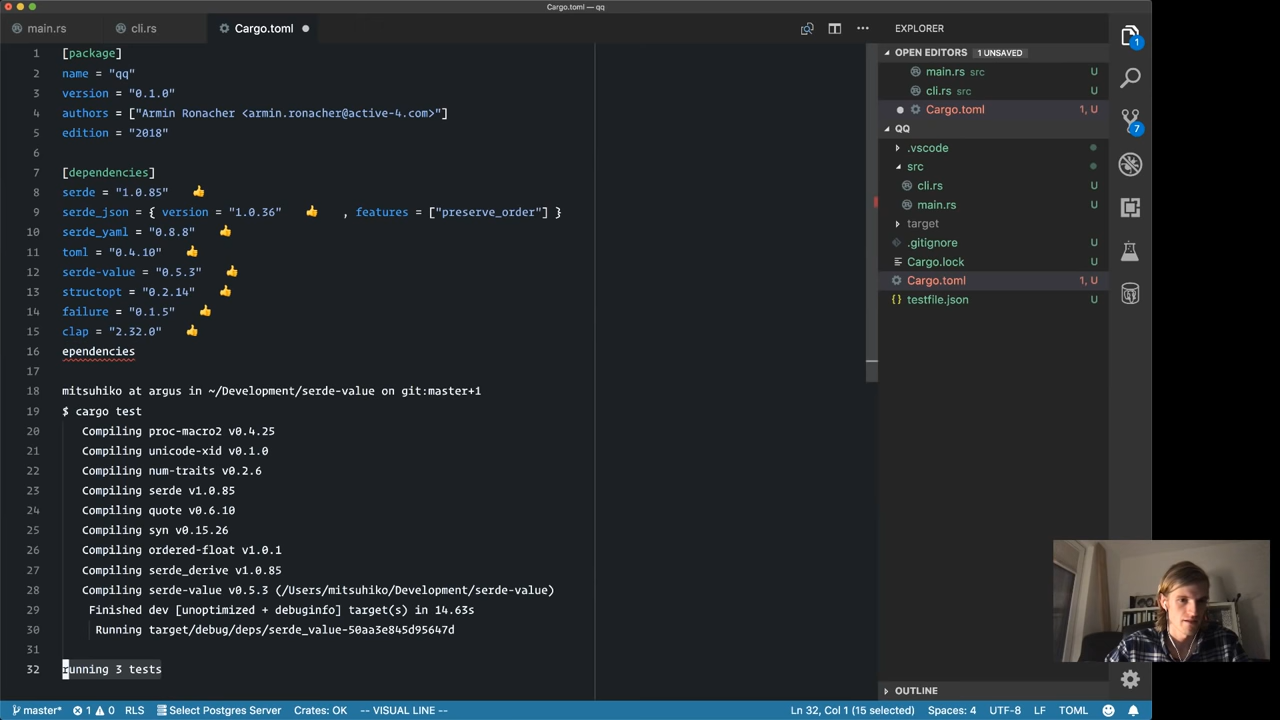 Cargo.toml — qq
main.rs
cli.rs
Cargo.toml
EXPLORER
1 [package]
2 name = "qq"
3 version = "0.1.0"
4 authors = ["Armin Ronacher <armin.ronacher@active-4.com>"]
5 edition = "2018"
6
7 [dependencies]
8 serde = "1.0.85" 👍
9 serde_json = { version = "1.0.36" 👍 , features = ["preserve_order"] }
10 serde_yaml = "0.8.8" 👍
11 toml = "0.4.10" 👍
12 serde-value = "0.5.3" 👍
13 structopt = "0.2.14" 👍
14 failure = "0.1.5" 👍
15 clap = "2.32.0" 👍
16 ependencies
17
18 mitsuhiko at argus in ~/Development/serde-value on git:master+1
19 $ cargo test
20 Compiling proc-macro2 v0.4.25
21 Compiling unicode-xid v0.1.0
22 Compiling num-traits v0.2.6
23 Compiling serde v1.0.85
24 Compiling quote v0.6.10
25 Compiling syn v0.15.26
26 Compiling ordered-float v1.0.1
27 Compiling serde_derive v1.0.85
28 Compiling serde-value v0.5.3 (/Users/mitsuhiko/Development/serde-value)
29 Finished dev [unoptimized + debuginfo] target(s) in 14.63s
30 Running target/debug/deps/serde_value-50aa3e845d95647d
31
32 running 3 tests
OPEN EDITORS 1 UNSAVED
main.rs src U
cli.rs src U
Cargo.toml 1, U
QQ
.vscode
src
cli.rs U
main.rs U
target
.gitignore U
Cargo.lock U
Cargo.toml 1, U
testfile.json U
OUTLINE
1
7
master* 1 0 RLS Select Postgres Server Crates: OK -- VISUAL LINE -- Ln 32, Col 1 (15 selected) Spaces: 4 UTF-8 LF TOML